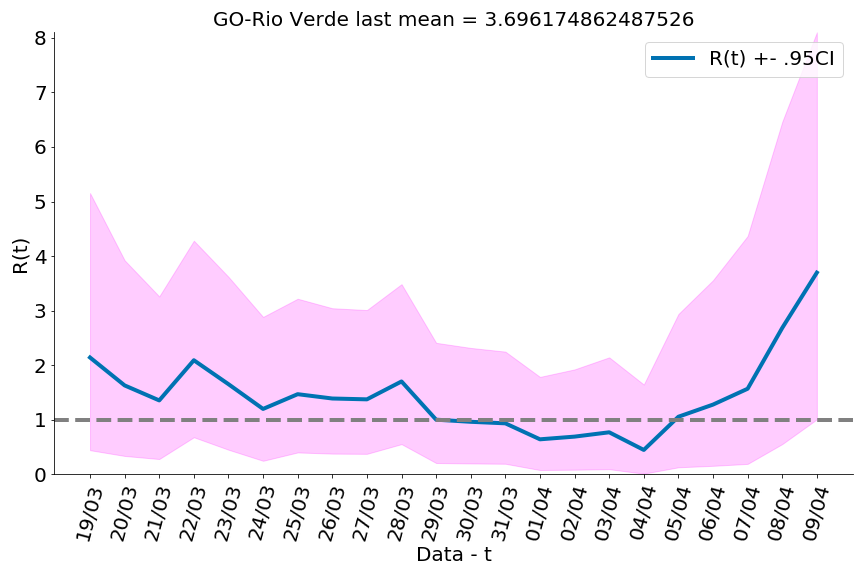 GO-Rio Verde last mean = 3.696174862487526
R(t) +- .95CI
8
7
6
5
4
3
2
1
0
R(t)
19/03 20/03 21/03 22/03 23/03 24/03 25/03 26/03 27/03 28/03 29/03 30/03 31/03 01/04 02/04 03/04 04/04 05/04 06/04 07/04 08/04 09/04
Data - t